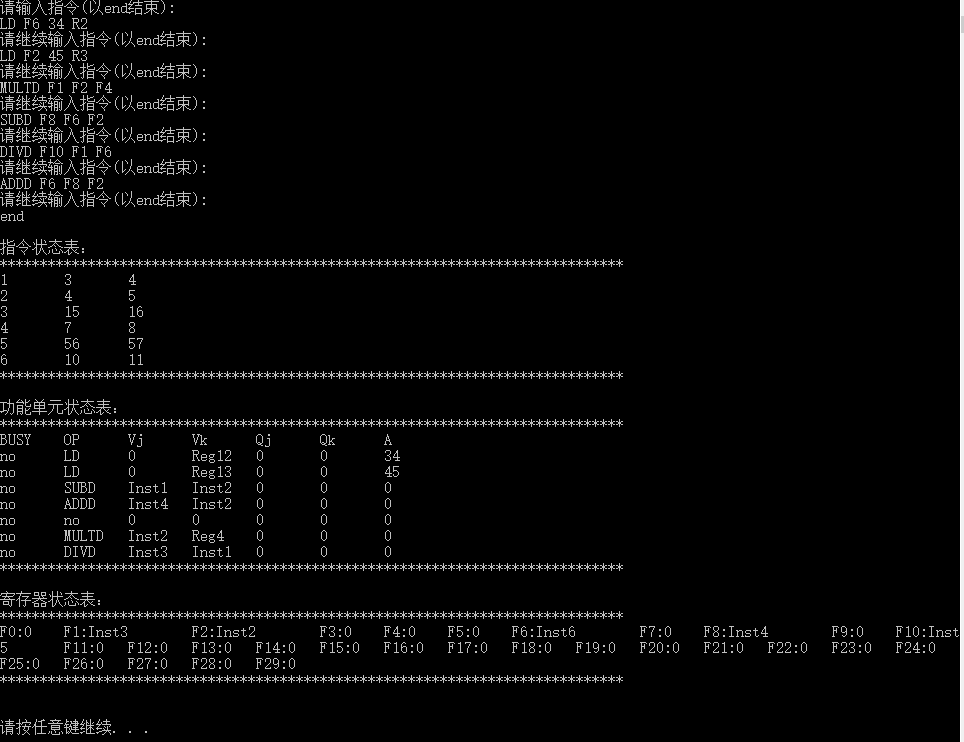 请输入指令(以end结束):
LD F6 34 R2
请继续输入指令(以end结束):
LD F2 45 R3
请继续输入指令(以end结束):
MULTD F1 F2 F4
请继续输入指令(以end结束):
SUBD F8 F6 F2
请继续输入指令(以end结束):
DIVD F10 F1 F6
请继续输入指令(以end结束):
ADDD F6 F8 F2
请继续输入指令(以end结束):
end
指令状态表:
******************************************************************************
1 3 4
2 4 5
3 15 16
4 7 8
5 56 57
6 10 11
******************************************************************************
功能单元状态表:
******************************************************************************
BUSY OP Vj Vk Qj Qk A
no LD 0 Reg12 0 0 34
no LD 0 Reg13 0 0 45
no SUBD Inst1 Inst2 0 0 0
no ADDD Inst4 Inst2 0 0 0
no no 0 0 0 0 0
no MULTD Inst2 Reg4 0 0 0
no DIVD Inst3 Inst1 0 0 0
******************************************************************************
寄存器状态表:
******************************************************************************
F0:0 F1:Inst3 F2:Inst2 F3:0 F4:0 F5:0 F6:Inst6 F7:0 F8:Inst4 F9:0 F10:Inst
5 F11:0 F12:0 F13:0 F14:0 F15:0 F16:0 F17:0 F18:0 F19:0 F20:0 F21:0 F22:0 F23:0 F24:0
F25:0 F26:0 F27:0 F28:0 F29:0
******************************************************************************
请按任意键继续. . .